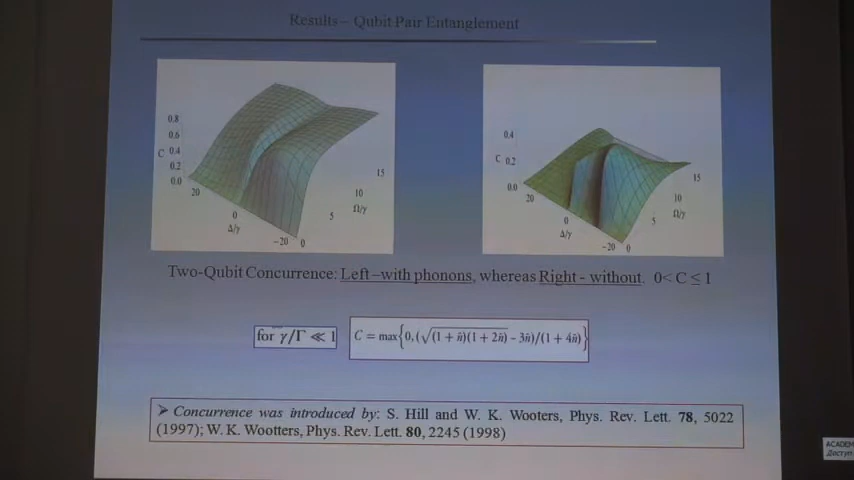 Results – Qubit Pair Entanglement
0.8
0.6
C 0.4
0.2
0.0
20
0
Δ/γ
-20
0
5
10
Ω/γ
15
0.4
C 0.2
0.0
20
0
Δ/γ
-20
0
5
10
Ω/γ
15
Two-Qubit Concurrence: Left –with phonons, whereas Right - without. 0< C ≤ 1
for γ/Γ ≪ 1
C = max{0,(√(1 + n̄)(1 + 2n̄) - 3n̄)/(1 + 4n̄)}
➢ Concurrence was introduced by: S. Hill and W. K. Wooters, Phys. Rev. Lett. 78, 5022
(1997); W. K. Wootters, Phys. Rev. Lett. 80, 2245 (1998)
ACADEM
Доступ